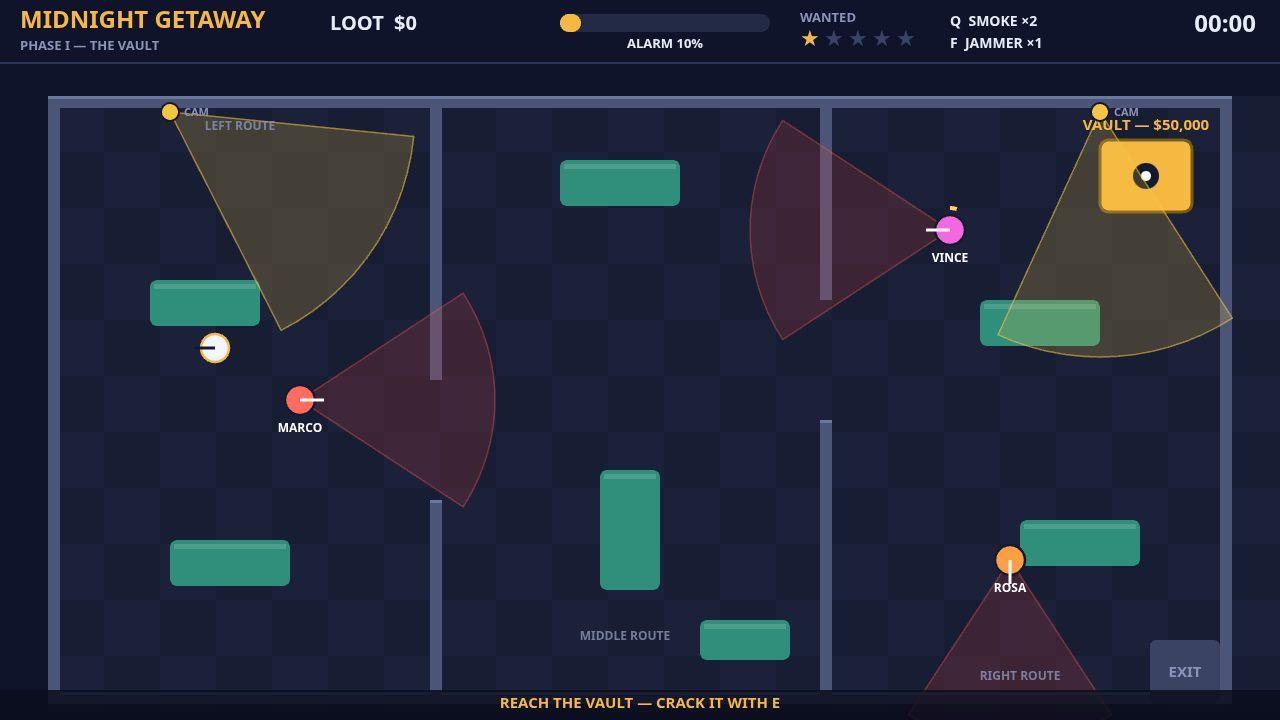 MIDNIGHT GETAWAY
PHASE I — THE VAULT
LOOT $0
ALARM 10%
WANTED
Q SMOKE ×2
F JAMMER ×1
00:00
CAM
LEFT ROUTE
CAM
VAULT — $50,000
VINCE
MARCO
ROSA
MIDDLE ROUTE
RIGHT ROUTE
EXIT
REACH THE VAULT — CRACK IT WITH E